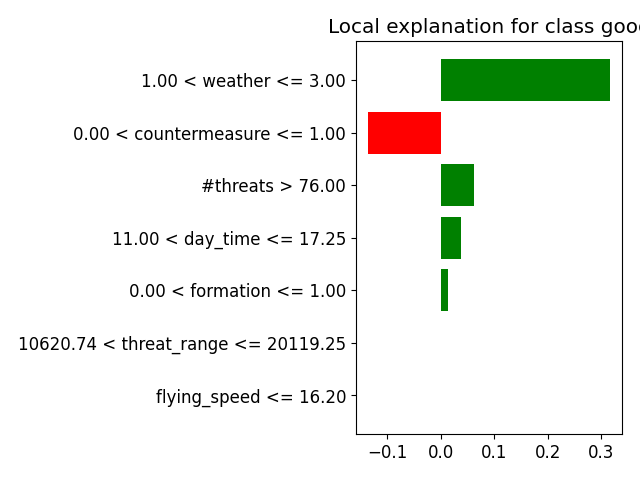 Local explanation for class good
1.00 < weather <= 3.00
0.00 < countermeasure <= 1.00
#threats > 76.00
11.00 < day_time <= 17.25
0.00 < formation <= 1.00
10620.74 < threat_range <= 20119.25
flying_speed <= 16.20
−0.1 0.0 0.1 0.2 0.3